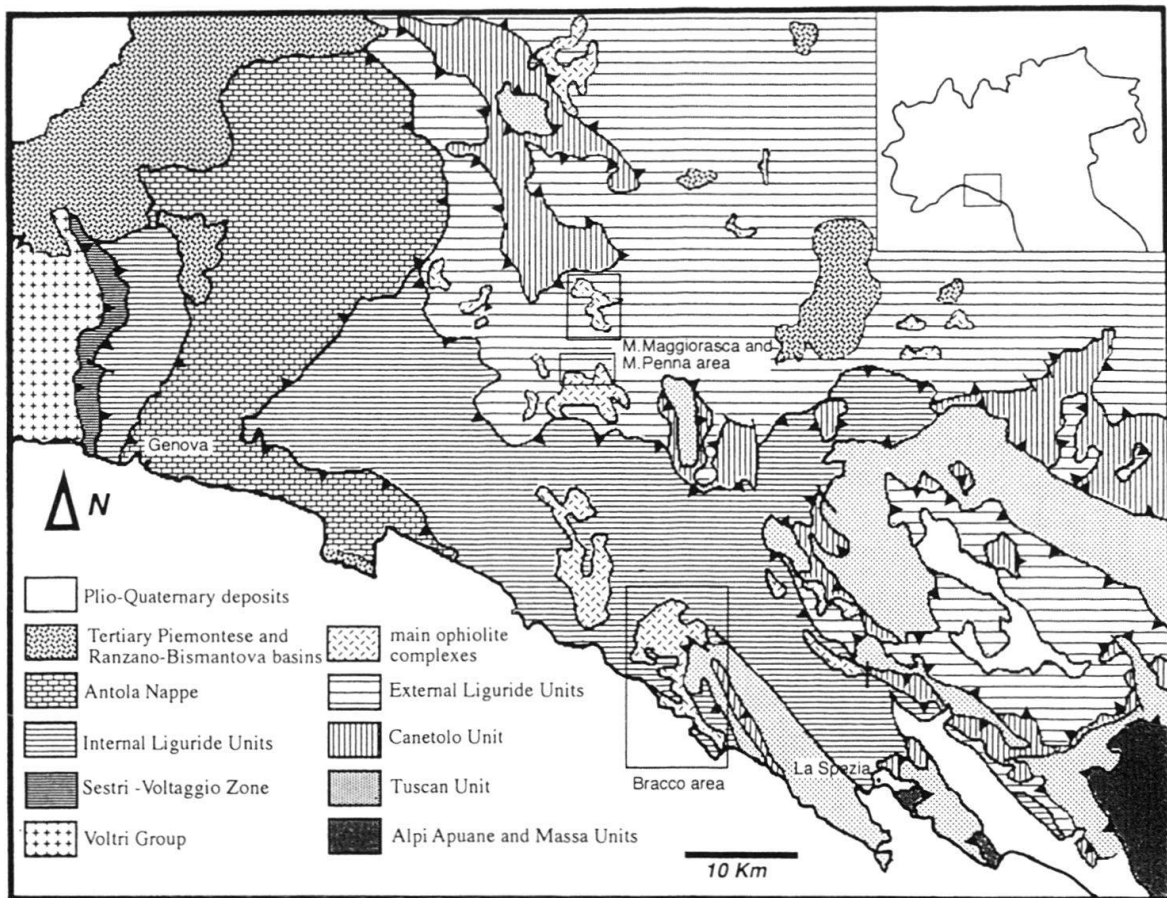 M.Maggiorasca and
M.Penna area
Genova
N
Plio-Quaternary deposits
Tertiary Piemontese and
Ranzano-Bismantova basins
Antola Nappe
Internal Liguride Units
Sestri -Voltaggio Zone
Voltri Group
main ophiolite
complexes
External Liguride Units
Canetolo Unit
Tuscan Unit
Alpi Apuane and Massa Units
La Spezia
Bracco area
10 Km